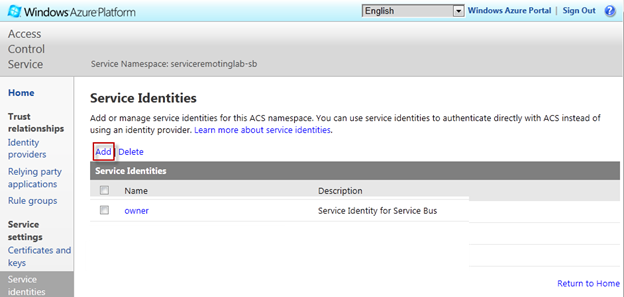 Windows Azure Platform
English
Windows Azure Portal | Sign Out
Access
Control
Service
Service Namespace: serviceremotinglab-sb
Home
Trust
relationships
Identity
providers
Relying party
applications
Rule groups
Service
settings
Certificates and
keys
Service
identities
Service Identities
Add or manage service identities for this ACS namespace. You can use service identities to authenticate directly with ACS instead of
using an identity provider. Learn more about service identities.
Add Delete
Service Identities
Name Description
owner Service Identity for Service Bus
Return to Home